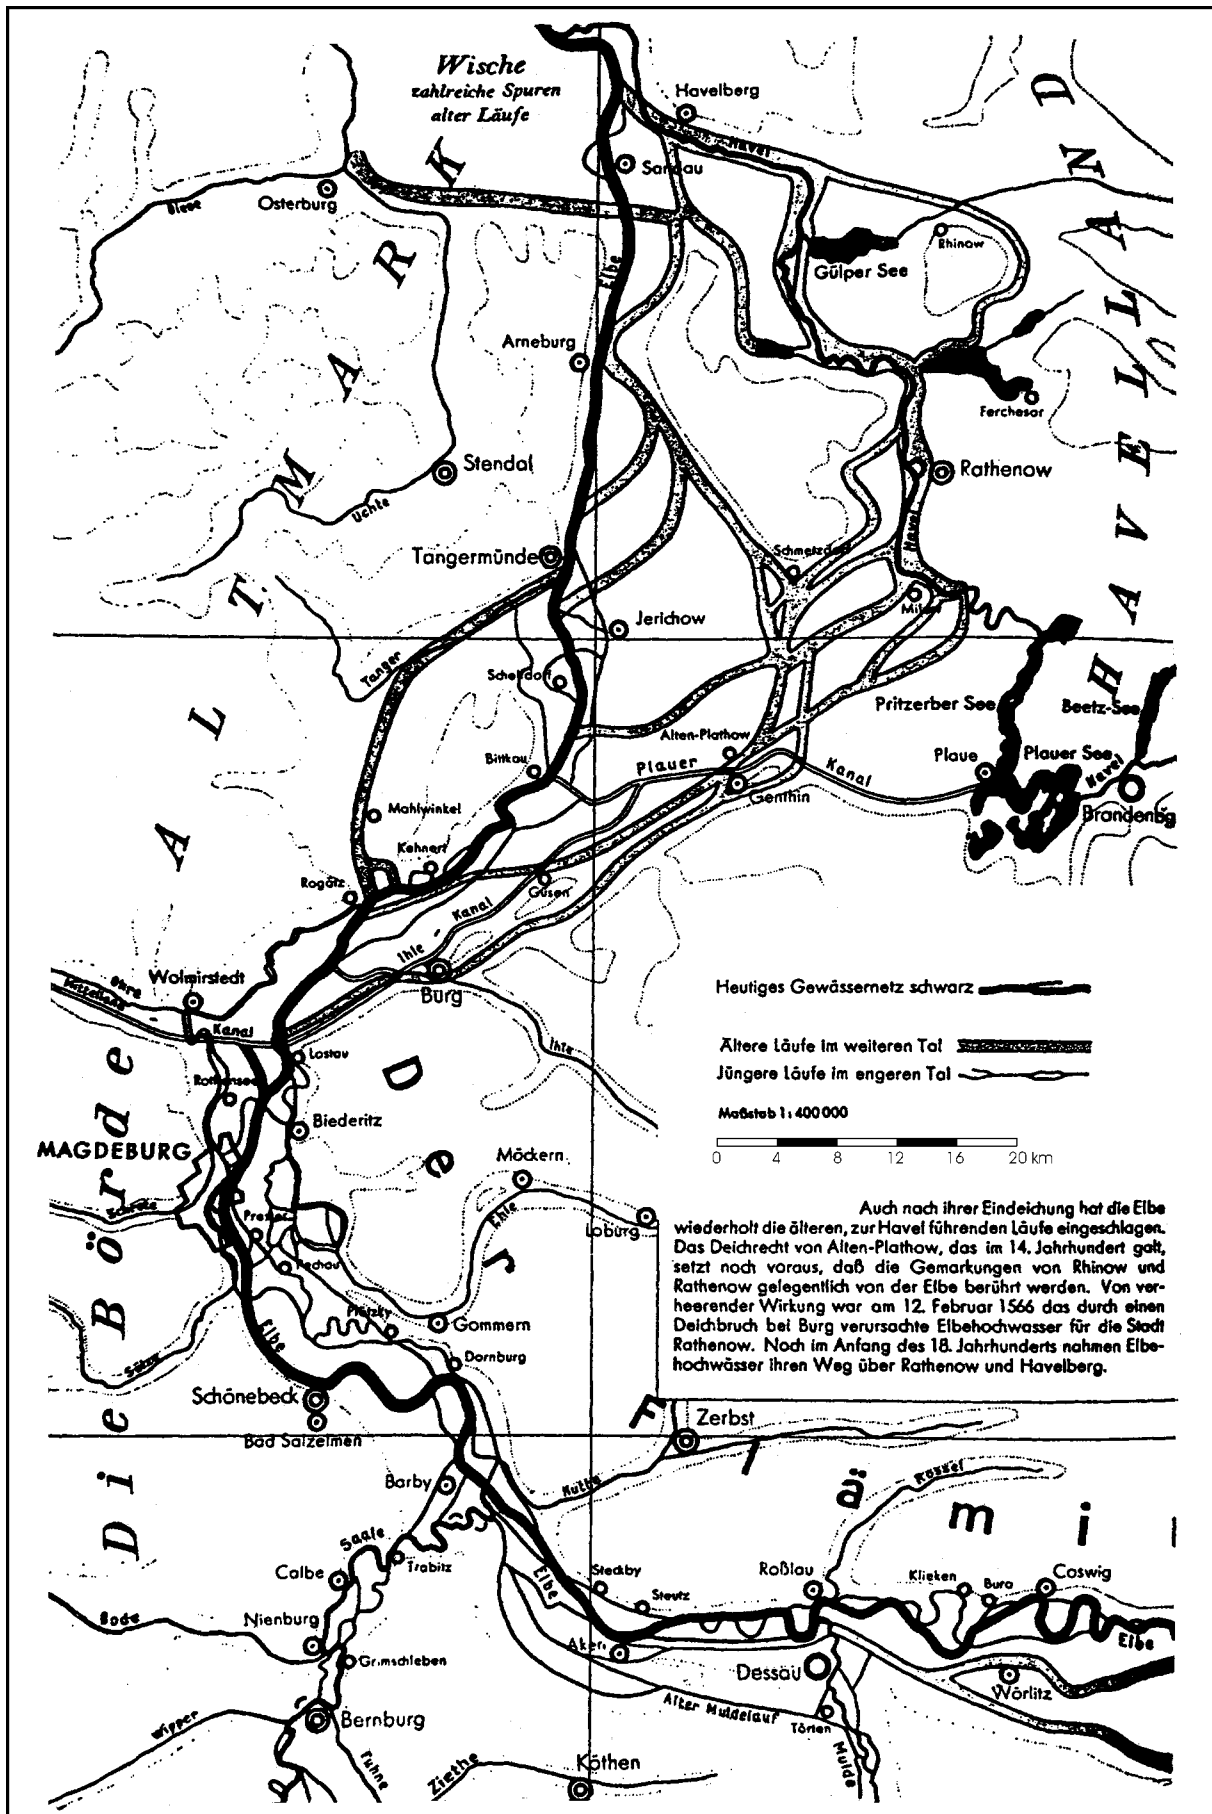 Wische
zahlreiche Spuren
alter Läufe
Havelberg
Havel
Sandau
Osterburg
Biese
Rhinow
Gülper See
Elbe
Arneburg
Ferchesar
Stendal
Rathenow
Uchte
Havel
Tangermünde
Schmetzdorf
Milow
Jerichow
Tanger
Schelldorf
Pritzerber See
Beetz-See
Alten-Plathow
Bittkau
Plauer
Kanal
Plaue
Plauer See
Havel
Genthin
Brandenbg
Mahlwinkel
Kehnert
Rogätz
Güsen
Kanal
Ihle
Wolmirstedt
Ohre
Mittelland
Kanal
Burg
Ihle
Lostau
Rothensee
Biederitz
MAGDEBURG
Möckern
Schrote
Prester
Ehle
Loburg
Pechau
Plötzky
Gommern
Elbe
Dornburg
Sülze
Schönebeck
Bad Salzelmen
Zerbst
Barby
Nuthe
Rossel
Saale
Trabitz
Calbe
Elbe
Steckby
Steutz
Roßlau
Klieken
Buro
Coswig
Bode
Nienburg
Aken
Elbe
Grimschleben
Dessau
Wörlitz
Alter Muldelauf
Törten
Wipper
Bernburg
Fuhne
Ziethe
Köthen
Mulde
ALTMARK
HAVELLAND
Die Börde
Der
Flämi
Heutiges Gewässernetz schwarz
Ältere Läufe im weiteren Tal
Jüngere Läufe im engeren Tal
Maßstab 1:400 000
0 4 8 12 16 20 km
Auch nach ihrer Eindeichung hat die Elbe
wiederholt die älteren, zur Havel führenden Läufe eingeschlagen.
Das Deichrecht von Alten-Plathow, das im 14. Jahrhundert galt,
setzt noch voraus, daß die Gemarkungen von Rhinow und
Rathenow gelegentlich von der Elbe berührt werden. Von ver-
heerender Wirkung war am 12. Februar 1566 das durch einen
Deichbruch bei Burg verursachte Elbehochwasser für die Stadt
Rathenow. Noch im Anfang des 18. Jahrhunderts nahmen Elbe-
hochwässer ihren Weg über Rathenow und Havelberg.